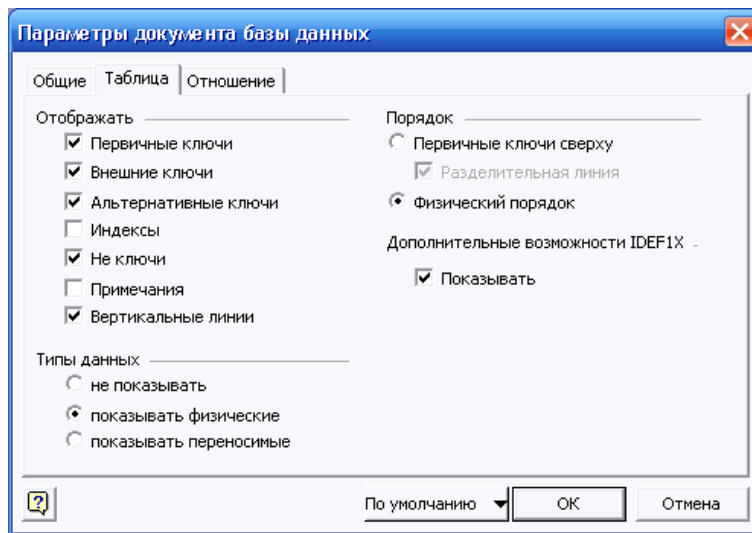 Параметры документа базы данных
Общие
Таблица
Отношение
Отображать
Первичные ключи
Внешние ключи
Альтернативные ключи
Индексы
Не ключи
Примечания
Вертикальные линии
Типы данных
не показывать
показывать физические
показывать переносимые
Порядок
Первичные ключи сверху
Разделительная линия
Физический порядок
Дополнительные возможности IDEF1X
Показывать
?
По умолчанию
ОК
Отмена